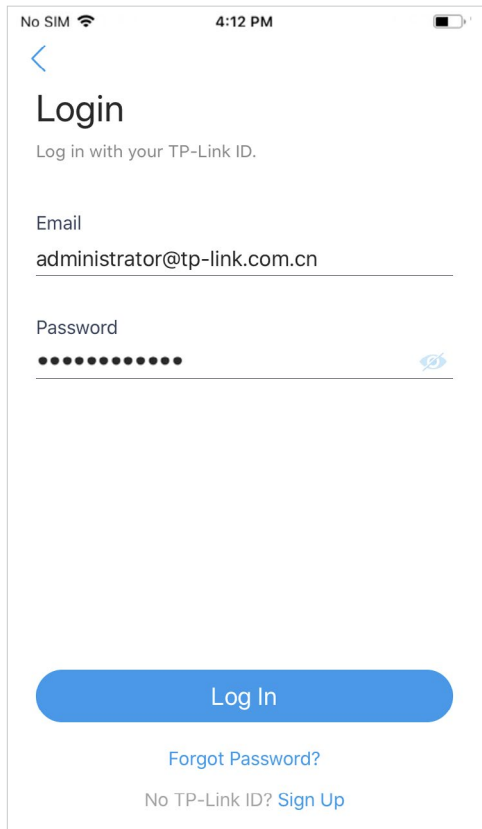 No SIM 4:12 PM
Login
Log in with your TP-Link ID.
Email
administrator@tp-link.com.cn
Password
••••••••••••
Log In
Forgot Password?
No TP-Link ID? Sign Up